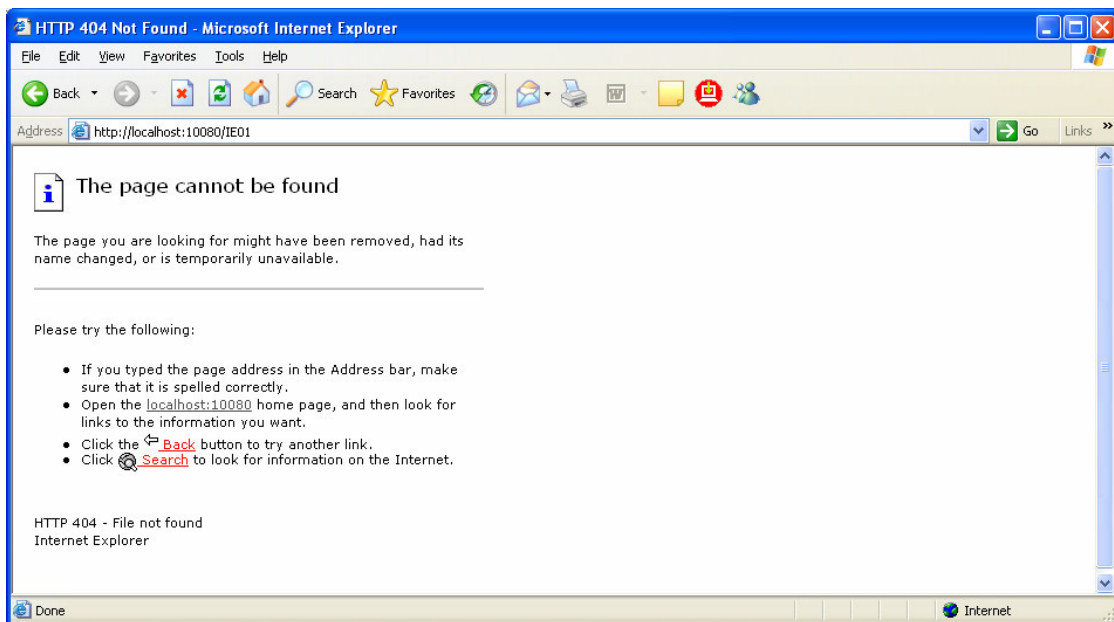 HTTP 404 Not Found - Microsoft Internet Explorer
File Edit View Favorites Tools Help
Back Search Favorites
Address http://localhost:10080/IE01 Go Links »
The page cannot be found
The page you are looking for might have been removed, had its
name changed, or is temporarily unavailable.
Please try the following:
• If you typed the page address in the Address bar, make
sure that it is spelled correctly.
• Open the localhost:10080 home page, and then look for
links to the information you want.
• Click the Back button to try another link.
• Click Search to look for information on the Internet.
HTTP 404 - File not found
Internet Explorer
Done Internet